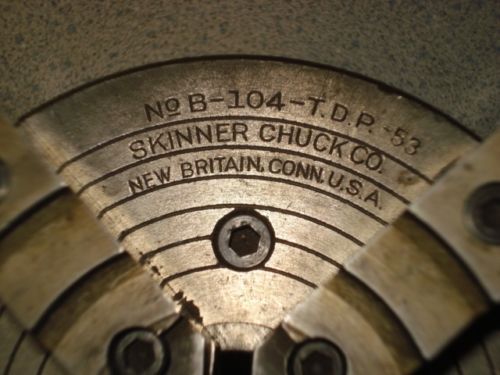 No B-104-T.D.P.-53
SKINNER CHUCK CO.
NEW BRITAIN, CONN. U.S.A.